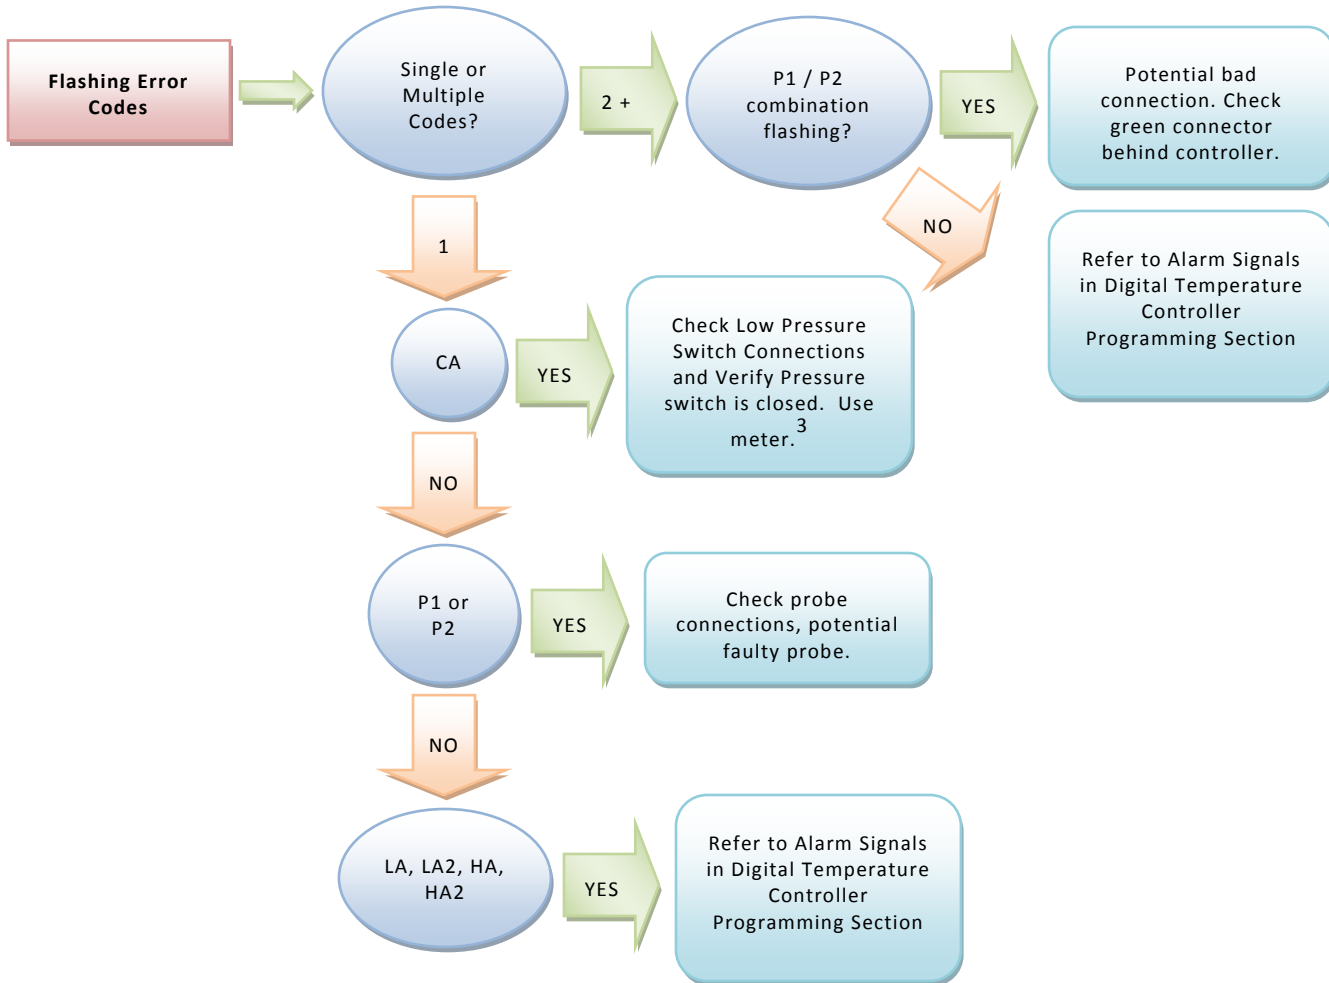 Flashing Error
Codes
Single or
Multiple
Codes?
2 +
P1 / P2
combination
flashing?
YES
Potential bad
connection. Check
green connector
behind controller.
NO
Refer to Alarm Signals
in Digital Temperature
Controller
Programming Section
1
CA
YES
Check Low Pressure
Switch Connections
and Verify Pressure
switch is closed. Use
meter.3
NO
P1 or
P2
YES
Check probe
connections, potential
faulty probe.
NO
LA, LA2, HA,
HA2
YES
Refer to Alarm Signals
in Digital Temperature
Controller
Programming Section